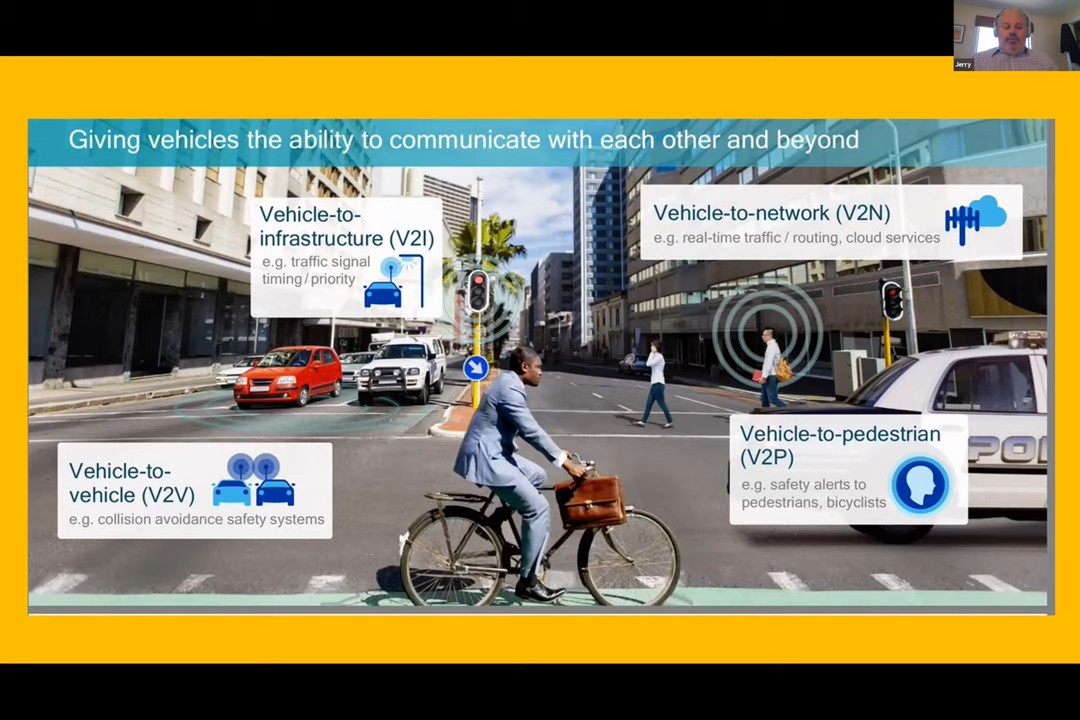 Jerry
Giving vehicles the ability to communicate with each other and beyond
Vehicle-to-
infrastructure (V2I)
e.g. traffic signal
timing / priority
Vehicle-to-network (V2N)
e.g. real-time traffic / routing, cloud services
Vehicle-to-
vehicle (V2V)
e.g. collision avoidance safety systems
Vehicle-to-pedestrian
(V2P)
e.g. safety alerts to
pedestrians, bicyclists
POL